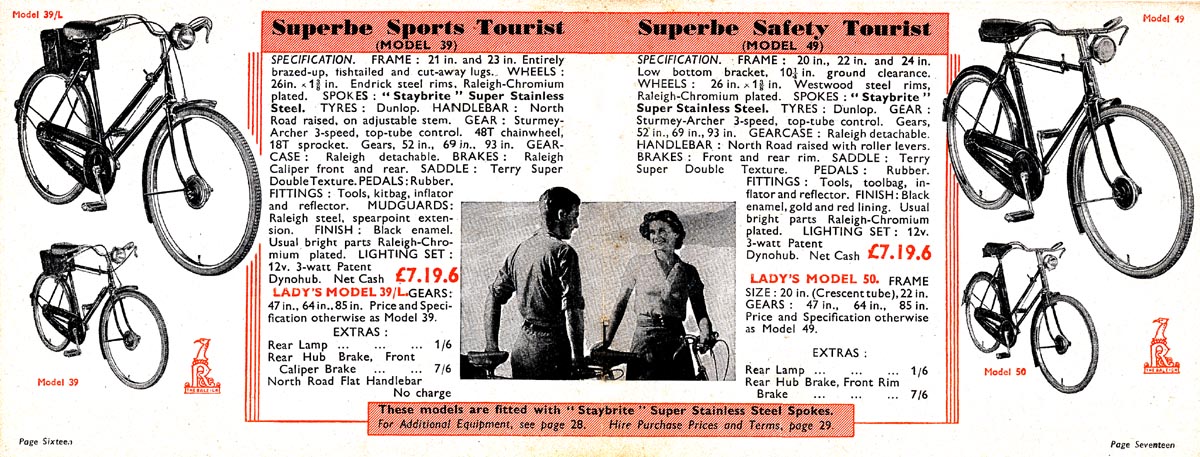 Model 39/L
Superbe Sports Tourist
(MODEL 39)
SPECIFICATION. FRAME : 21 in. and 23 in. Entirely
brazed-up, fishtailed and cut-away lugs. WHEELS :
26in. × 1⅜ in. Endrick steel rims, Raleigh-Chromium
plated. SPOKES : "Staybrite" Super Stainless
Steel. TYRES : Dunlop. HANDLEBAR : North
Road raised, on adjustable stem. GEAR : Sturmey-
Archer 3-speed, top-tube control. 48T chainwheel,
18T sprocket. Gears, 52 in., 69 in., 93 in. GEAR-
CASE : Raleigh detachable. BRAKES : Raleigh
Caliper front and rear. SADDLE : Terry Super
Double Texture. PEDALS : Rubber.
FITTINGS : Tools, kitbag, inflator
and reflector. MUDGUARDS :
Raleigh steel, spearpoint exten-
sion. FINISH : Black enamel.
Usual bright parts Raleigh-Chro-
mium plated. LIGHTING SET :
12v. 3-watt Patent
Dynohub. Net Cash £7.19.6
LADY'S MODEL 39/L. GEARS :
47 in., 64 in., 85 in. Price and Speci-
fication otherwise as Model 39.
EXTRAS :
Rear Lamp ... ... ... 1/6
Rear Hub Brake, Front
Caliper Brake ... ... 7/6
North Road Flat Handlebar
No charge
Model 39
R
THE RALEIGH
Page Sixteen
Superbe Safety Tourist
(MODEL 49)
Model 49
SPECIFICATION. FRAME : 20 in., 22 in. and 24 in.
Low bottom bracket, 10¼ in. ground clearance.
WHEELS : 26 in. × 1⅜ in. Westwood steel rims,
Raleigh-Chromium plated. SPOKES : "Staybrite"
Super Stainless Steel. TYRES : Dunlop. GEAR :
Sturmey-Archer 3-speed, top-tube control. Gears,
52 in., 69 in., 93 in. GEARCASE : Raleigh detachable.
HANDLEBAR : North Road raised with roller levers.
BRAKES : Front and rear rim. SADDLE : Terry
Super Double Texture. PEDALS : Rubber.
FITTINGS : Tools, toolbag, in-
flator and reflector. FINISH : Black
enamel, gold and red lining. Usual
bright parts Raleigh-Chromium
plated. LIGHTING SET : 12v.
3-watt Patent
Dynohub. Net Cash £7.19.6
LADY'S MODEL 50. FRAME
SIZE : 20 in. (Crescent tube), 22 in.
GEARS : 47 in., 64 in., 85 in.
Price and Specification otherwise
as Model 49.
EXTRAS :
Rear Lamp ... ... ... 1/6
Rear Hub Brake, Front Rim
Brake ... ... ... 7/6
Model 50
R
THE RALEIGH
These models are fitted with "Staybrite" Super Stainless Steel Spokes.
For Additional Equipment, see page 28. Hire Purchase Prices and Terms, page 29.
Page Seventeen